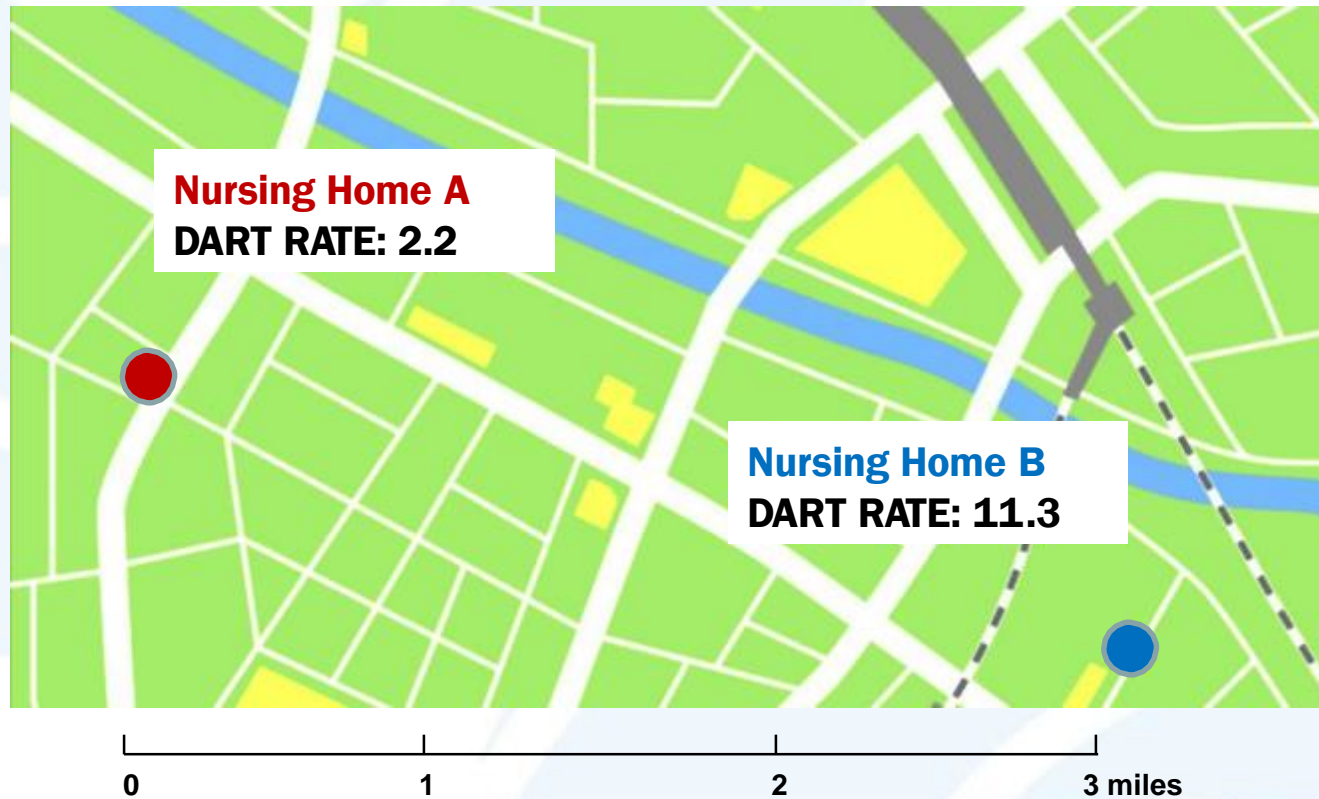 Nursing Home A
DART RATE: 2.2
Nursing Home B
DART RATE: 11.3
0 1 2 3 miles